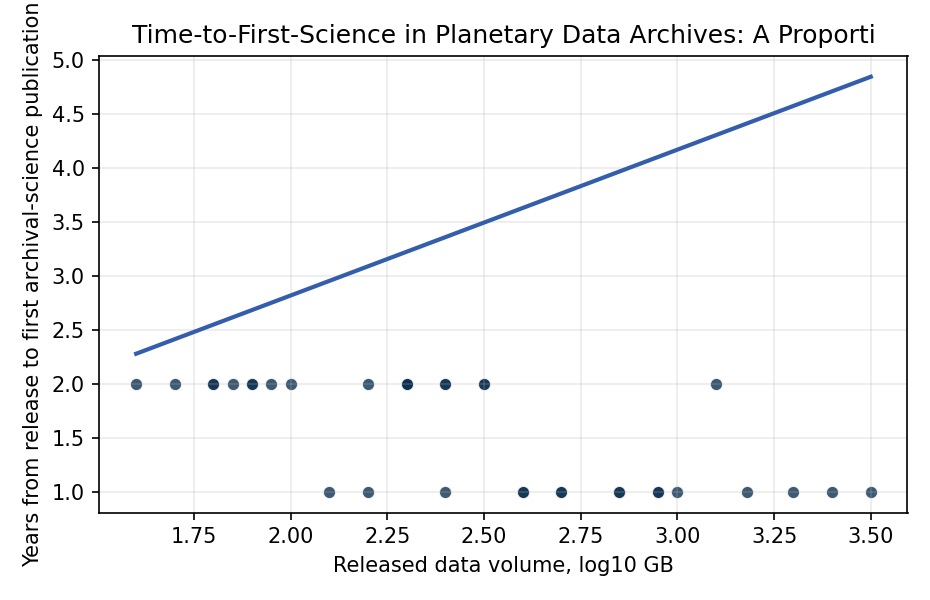 Time-to-First-Science in Planetary Data Archives: A Proporti
Years from release to first archival-science publication
5.0
4.5
4.0
3.5
3.0
2.5
2.0
1.5
1.0
1.75 2.00 2.25 2.50 2.75 3.00 3.25 3.50
Released data volume, log10 GB